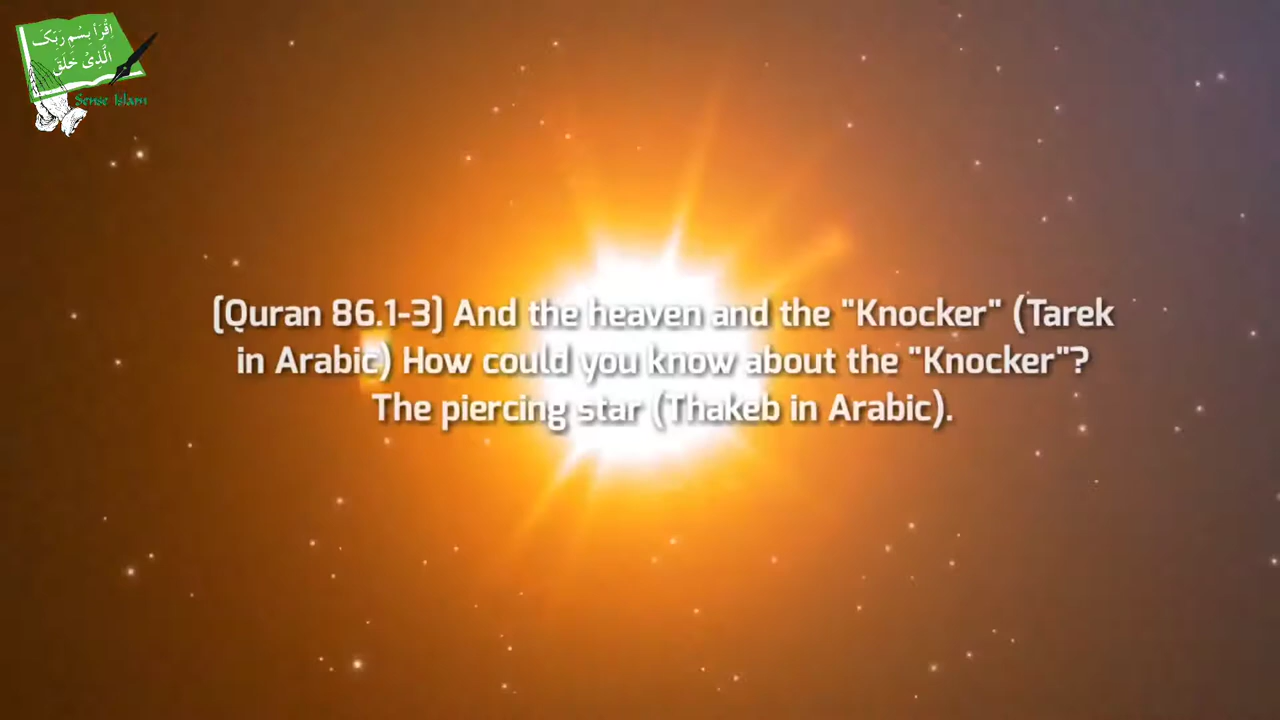 اِقْرَأْ بِسْمِ رَبِّکَ
الَّذِیْ خَلَقَ
Sense Islam
[Quran 86.1-3] And the heaven and the "Knocker" (Tarek
in Arabic) How could you know about the "Knocker"?
The piercing star (Thakeb in Arabic).